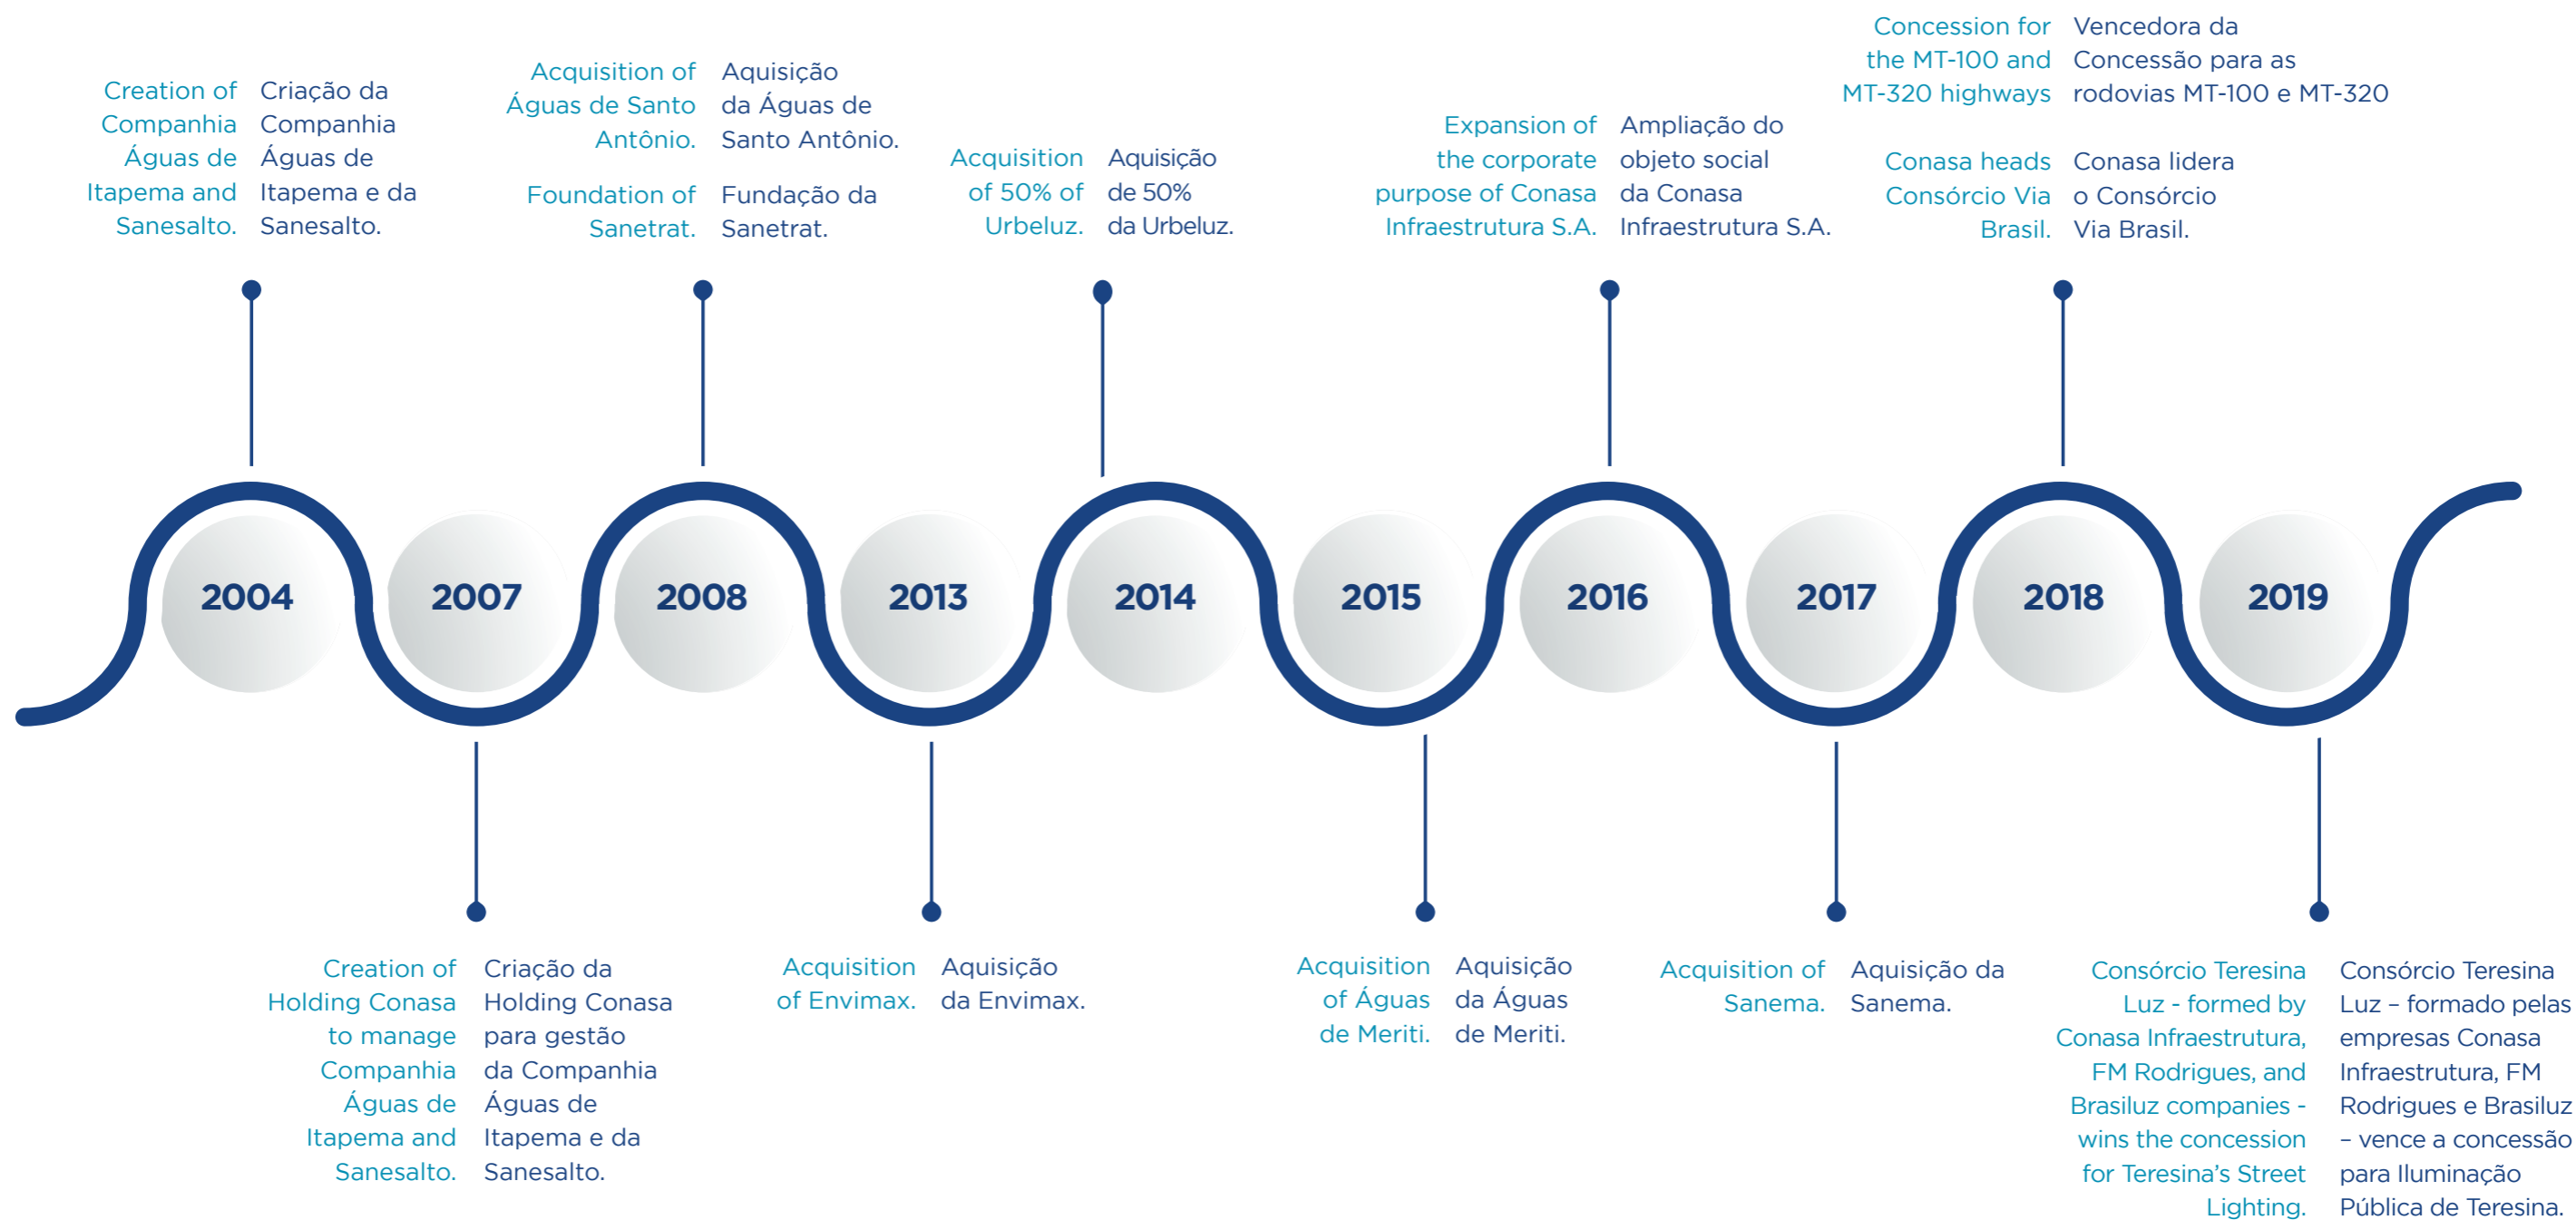 Creation of
Companhia
Águas de
Itapema and
Sanesalto.
Criação da
Companhia
Águas de
Itapema e da
Sanesalto.
Acquisition of
Águas de Santo
Antônio.
Foundation of
Sanetrat.
Aquisição
da Águas de
Santo Antônio.
Fundação da
Sanetrat.
Acquisition
of 50% of
Urbeluz.
Aquisição
de 50%
da Urbeluz.
Expansion of
the corporate
purpose of Conasa
Infraestrutura S.A.
Ampliação do
objeto social
da Conasa
Infraestrutura S.A.
Concession for
the MT-100 and
MT-320 highways
Conasa heads
Consórcio Via
Brasil.
Vencedora da
Concessão para as
rodovias MT-100 e MT-320
Conasa lidera
o Consórcio
Via Brasil.
2004
2007
2008
2013
2014
2015
2016
2017
2018
2019
Creation of
Holding Conasa
to manage
Companhia
Águas de
Itapema and
Sanesalto.
Criação da
Holding Conasa
para gestão
da Companhia
Águas de
Itapema e da
Sanesalto.
Acquisition
of Envimax.
Aquisição
da Envimax.
Acquisition
of Águas
de Meriti.
Aquisição
da Águas
de Meriti.
Acquisition of
Sanema.
Aquisição da
Sanema.
Consórcio Teresina
Luz - formed by
Conasa Infraestrutura,
FM Rodrigues, and
Brasiluz companies -
wins the concession
for Teresina’s Street
Lighting.
Consórcio Teresina
Luz – formado pelas
empresas Conasa
Infraestrutura, FM
Rodrigues e Brasiluz
– vence a concessão
para Iluminação
Pública de Teresina.